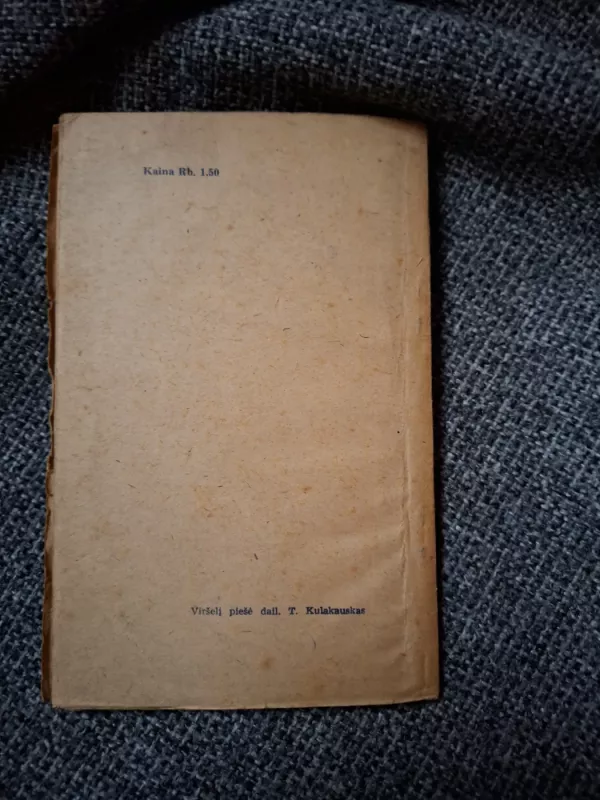 Kaina Rb. 1.50
Viršelį piešė dail. T. Kulakauskas